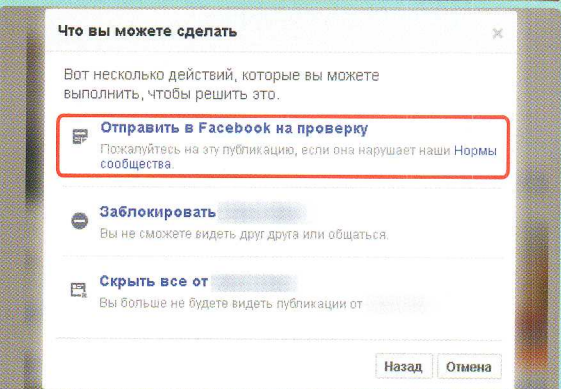 Что вы можете сделать
Вот несколько действий, которые вы можете
выполнить, чтобы решить это.
Отправить в Facebook на проверку
Пожалуйтесь на эту публикацию, если она нарушает наши Нормы
сообщества.
Заблокировать
Вы не сможете видеть друг друга или общаться.
Скрыть все от
Вы больше не будете видеть публикации от
Назад Отмена